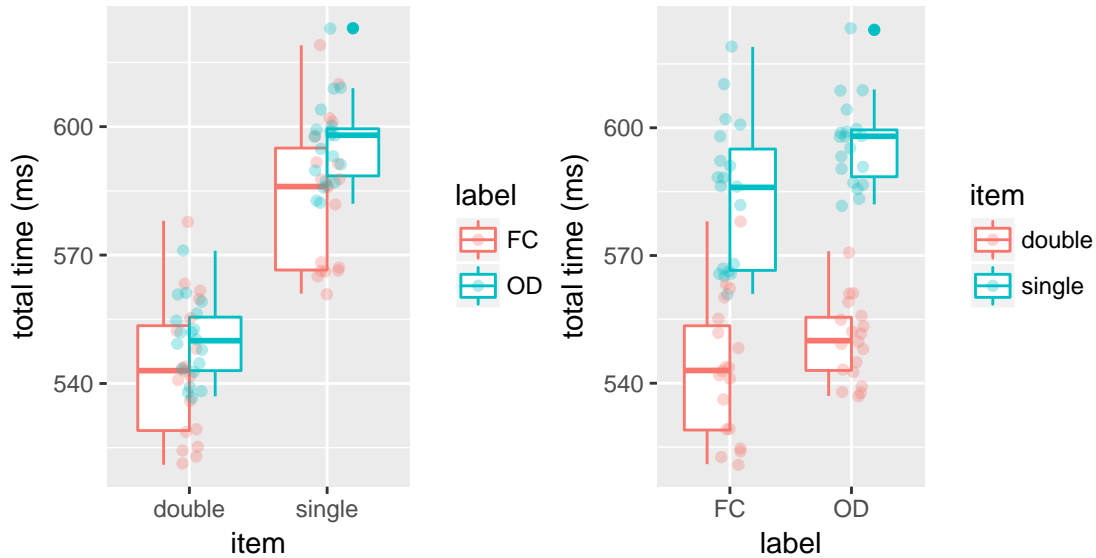 total time (ms)
600
570
540
double
single
item
label
FC
OD
total time (ms)
600
570
540
FC
OD
label
item
double
single